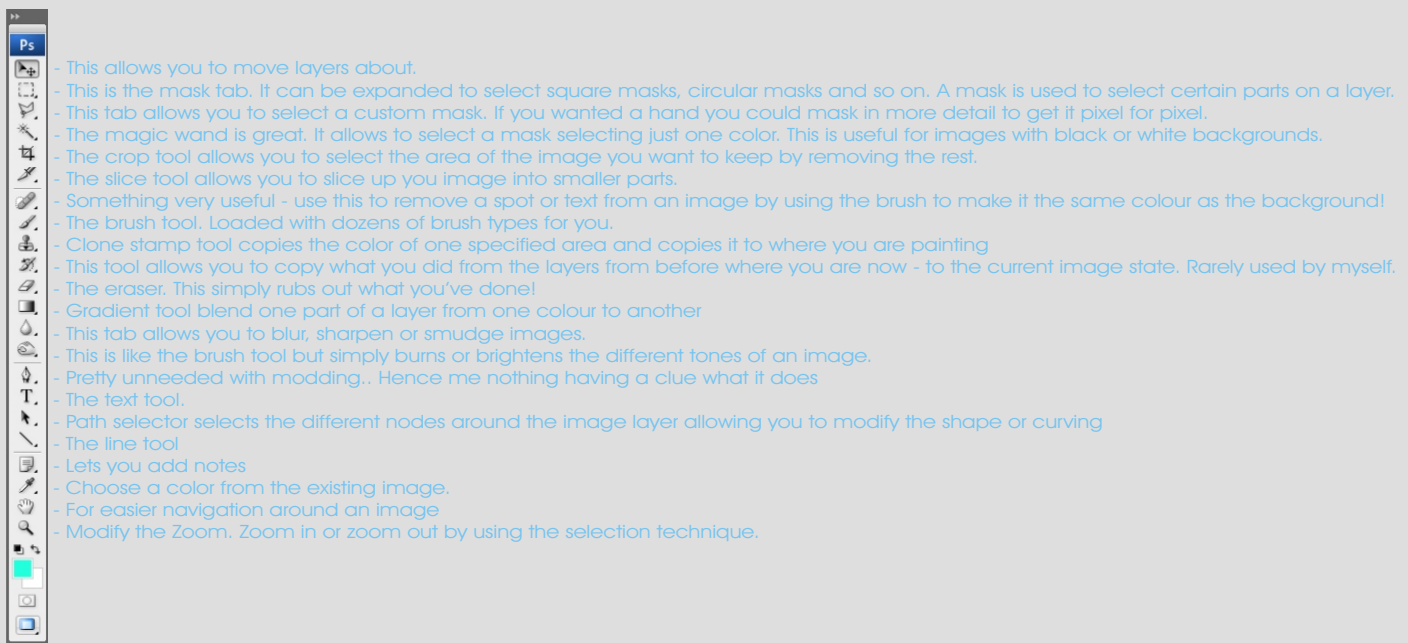 Ps
- This allows you to move layers about.
- This is the mask tab. It can be expanded to select square masks, circular masks and so on. A mask is used to select certain parts on a layer.
- This tab allows you to select a custom mask. If you wanted a hand you could mask in more detail to get it pixel for pixel.
- The magic wand is great. It allows to select a mask selecting just one color. This is useful for images with black or white backgrounds.
- The crop tool allows you to select the area of the image you want to keep by removing the rest.
- The slice tool allows you to slice up you image into smaller parts.
- Something very useful - use this to remove a spot or text from an image by using the brush to make it the same colour as the background!
- The brush tool. Loaded with dozens of brush types for you.
- Clone stamp tool copies the color of one specified area and copies it to where you are painting
- This tool allows you to copy what you did from the layers from before where you are now - to the current image state. Rarely used by myself.
- The eraser. This simply rubs out what you've done!
- Gradient tool blend one part of a layer from one colour to another
- This tab allows you to blur, sharpen or smudge images.
- This is like the brush tool but simply burns or brightens the different tones of an image.
- Pretty unneeded with modding.. Hence me nothing having a clue what it does
- The text tool.
- Path selector selects the different nodes around the image layer allowing you to modify the shape or curving
- The line tool
- Lets you add notes
- Choose a color from the existing image.
- For easier navigation around an image
- Modify the Zoom. Zoom in or zoom out by using the selection technique.